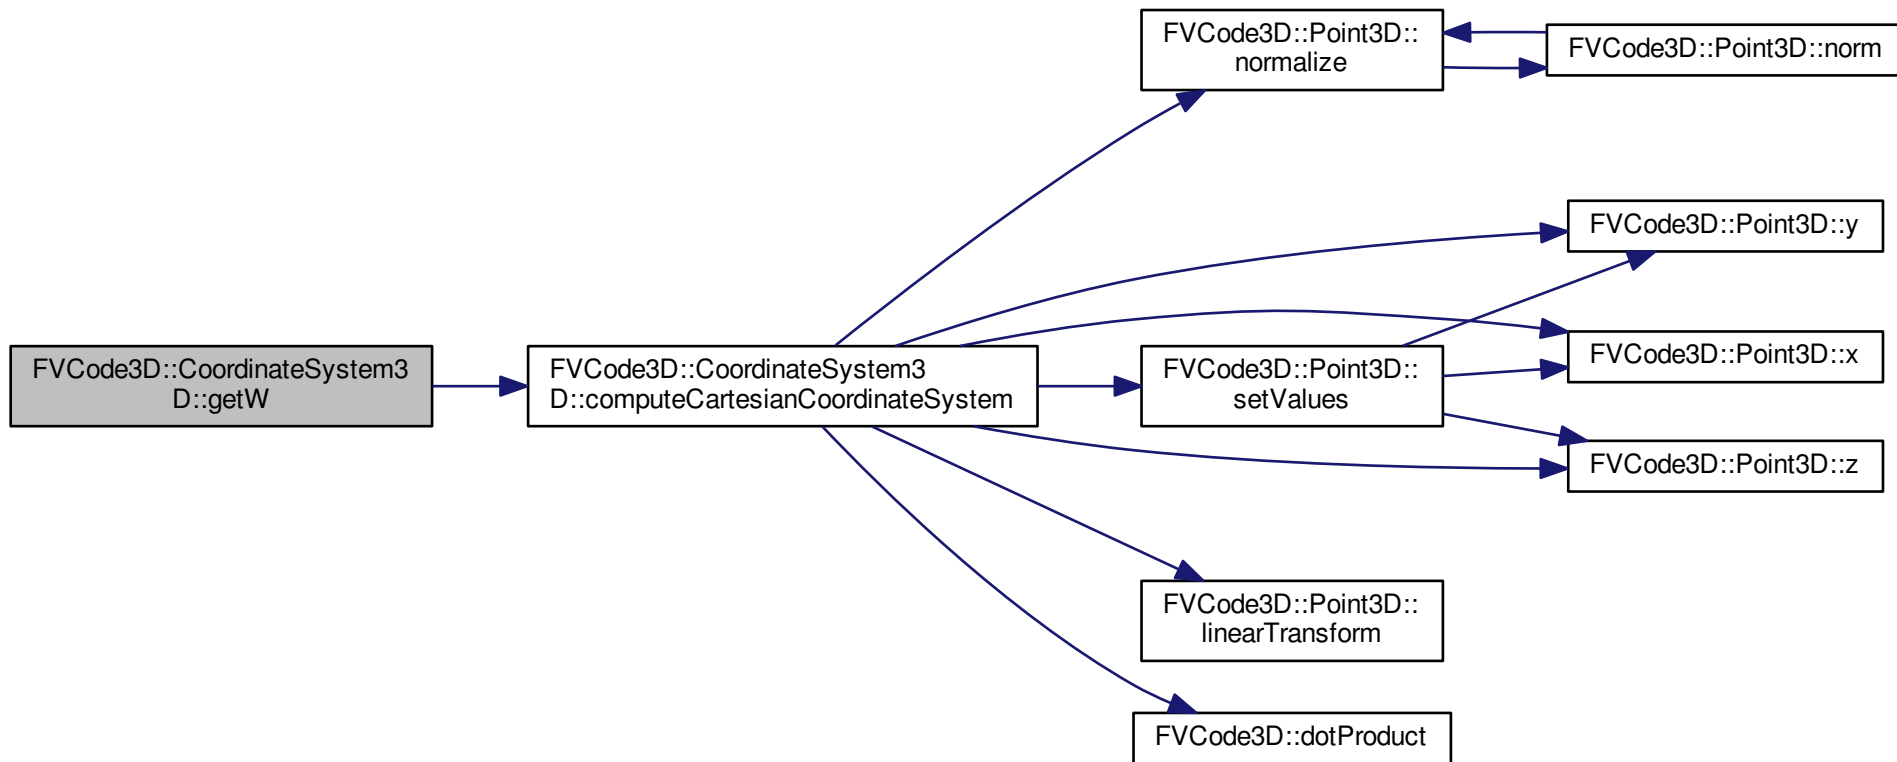 FVCode3D::CoordinateSystem3
D::getW
FVCode3D::CoordinateSystem3
D::computeCartesianCoordinateSystem
FVCode3D::Point3D::
normalize
FVCode3D::Point3D::norm
FVCode3D::Point3D::y
FVCode3D::Point3D::
setValues
FVCode3D::Point3D::x
FVCode3D::Point3D::z
FVCode3D::Point3D::
linearTransform
FVCode3D::dotProduct